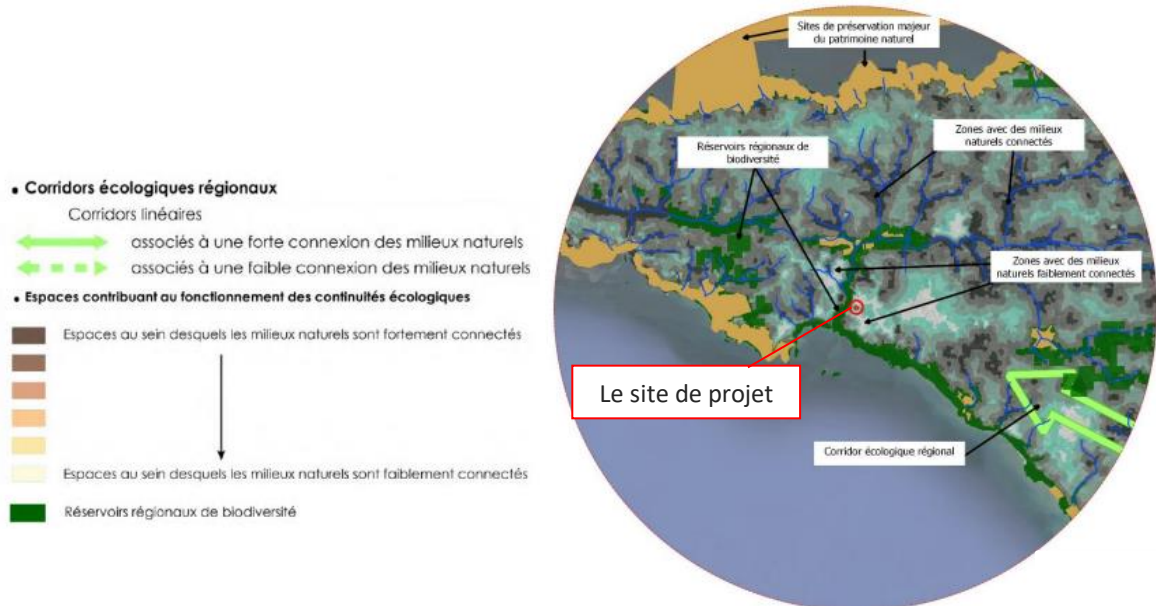 • Corridors écologiques régionaux
Corridors linéaires
associés à une forte connexion des milieux naturels
associés à une faible connexion des milieux naturels
• Espaces contribuant au fonctionnement des continuités écologiques
Espaces au sein desquels les milieux naturels sont fortement connectés
Espaces au sein desquels les milieux naturels sont faiblement connectés
Réservoirs régionaux de biodiversité
Sites de préservation majeur
du patrimoine naturel
Zones avec des milieux
naturels connectés
Réservoirs régionaux de
biodiversité
Zones avec des milieux
naturels faiblement connectés
Le site de projet
Corridor écologique régional